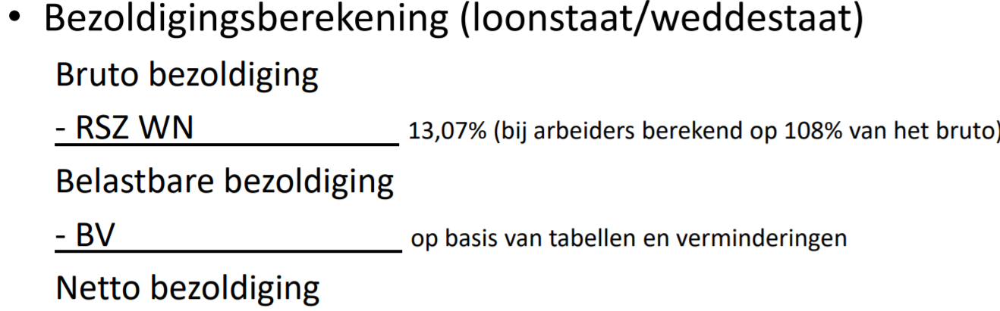 • Bezoldigingsberekening (loonstaat/weddestaat)
Bruto bezoldiging
- RSZ WN 13,07% (bij arbeiders berekend op 108% van het bruto)
Belastbare bezoldiging
- BV op basis van tabellen en verminderingen
Netto bezoldiging